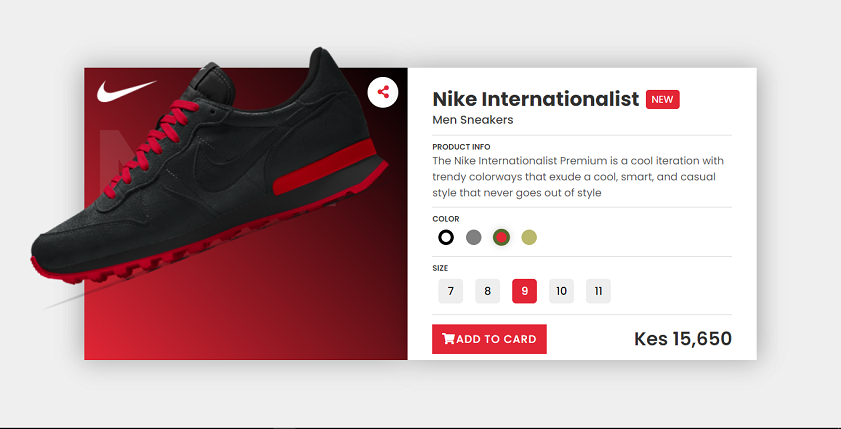 Nike Internationalist NEW
Men Sneakers
PRODUCT INFO
The Nike Internationalist Premium is a cool iteration with
trendy colorways that exude a cool, smart, and casual
style that never goes out of style
COLOR
SIZE
7 8 9 10 11
ADD TO CARD Kes 15,650